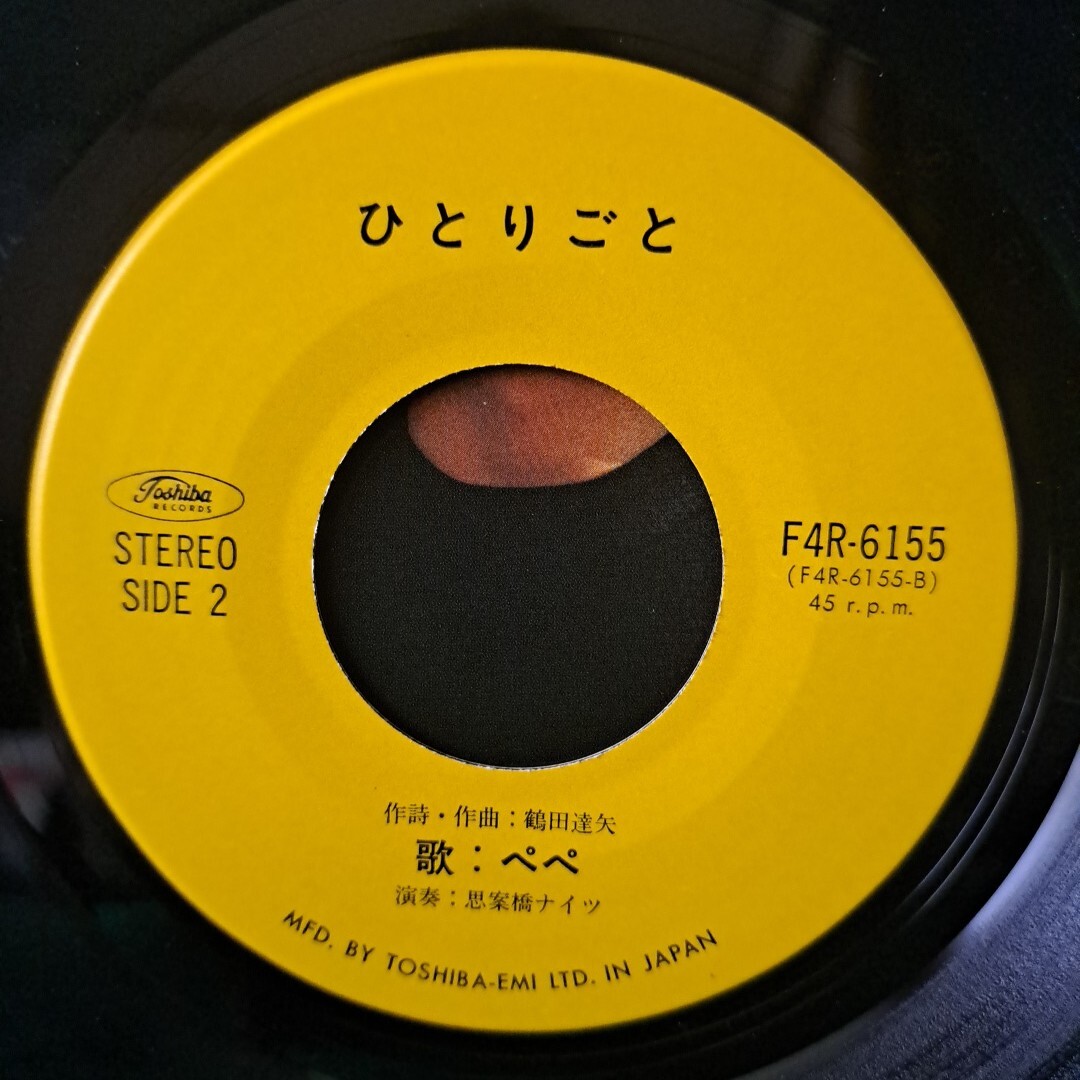 ひとりごと
Toshiba
RECORDS
STEREO
SIDE 2
F4R-6155
(F4R-6155-B)
45 r.p.m.
作詩・作曲：鶴田達矢
歌：ぺぺ
演奏：思案橋ナイツ
MFD. BY TOSHIBA-EMI LTD. IN JAPAN